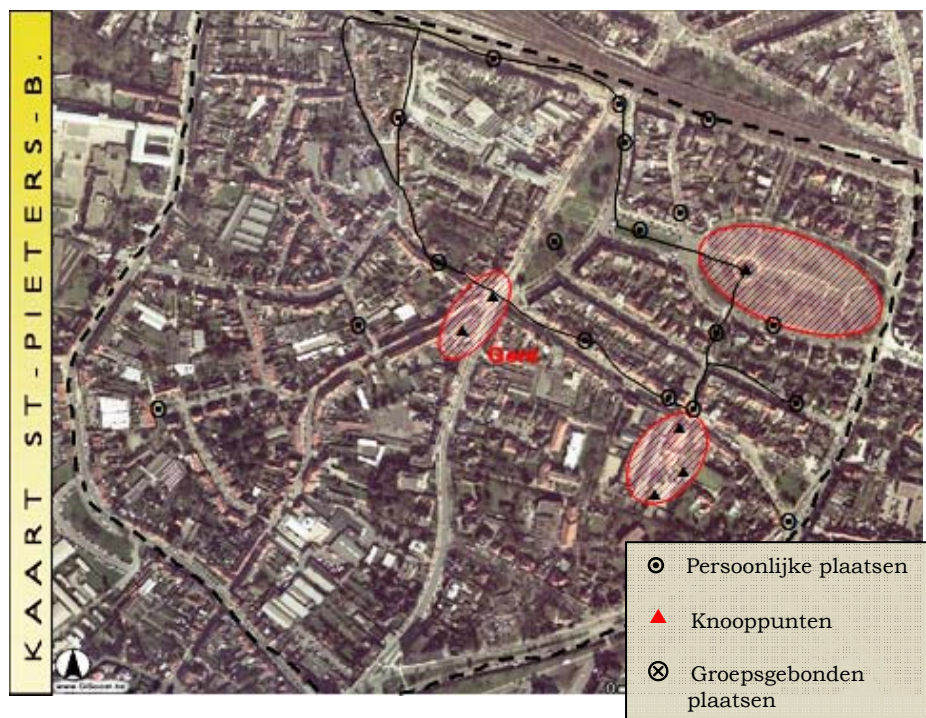 KAART ST-PIETERS-B.
Persoonlijke plaatsen
Knooppunten
Groepsgebonden
plaatsen